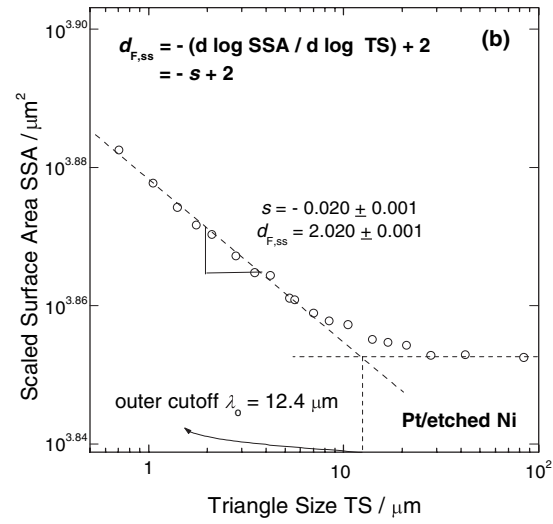 10^3.90
d_F,ss = - (d log SSA / d log TS) + 2
(b)
= - s + 2
10^3.88
s = - 0.020 ± 0.001
d_F,ss = 2.020 ± 0.001
10^3.86
outer cutoff λ_o = 12.4 μm
Pt/etched Ni
10^3.84
1
10
10^2
Scaled Surface Area SSA / μm^2
Triangle Size TS / μm